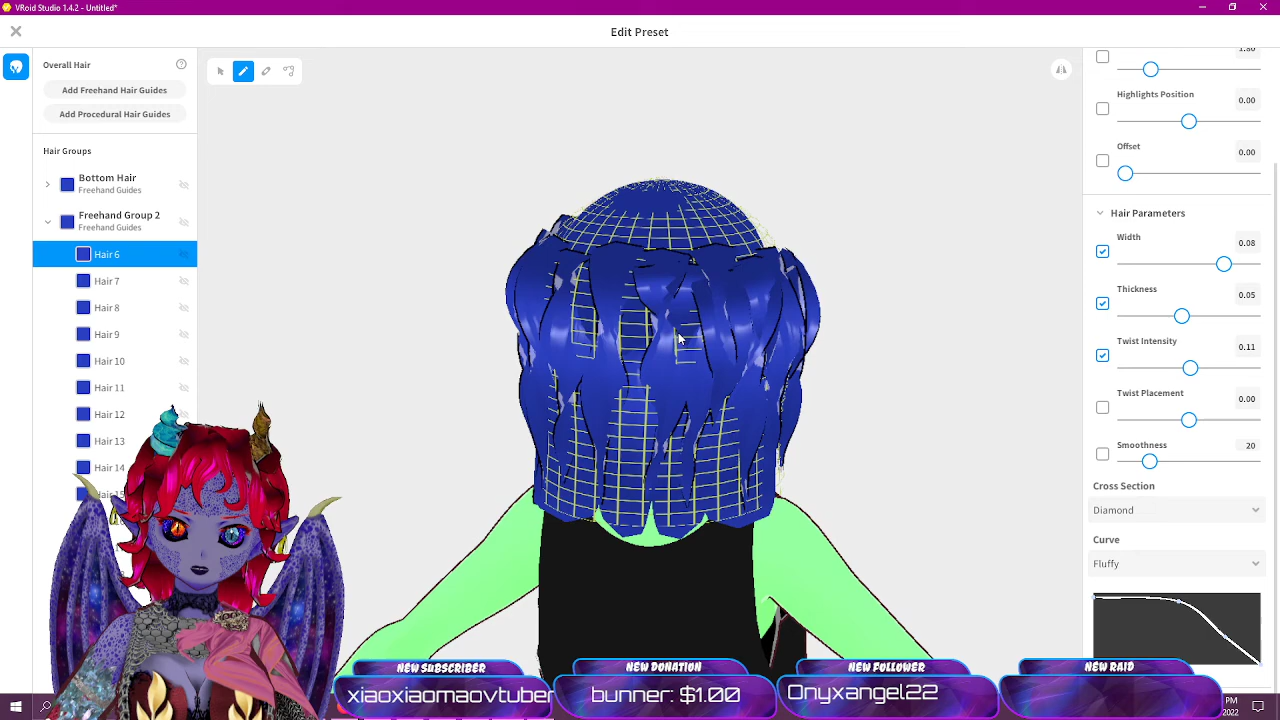 VRoid Studio 1.4.2 - Untitled*
Edit Preset
Overall Hair
Add Freehand Hair Guides
Add Procedural Hair Guides
Hair Groups
Bottom Hair
Freehand Guides
Freehand Group 2
Freehand Guides
Hair 6
Hair 7
Hair 8
Hair 9
Hair 10
Hair 11
Hair 12
Hair 13
Hair 14
1.80
Highlights Position
0.00
Offset
0.00
Hair Parameters
Width
0.08
Thickness
0.05
Twist Intensity
0.11
Twist Placement
0.00
Smoothness
20
Cross Section
Diamond
Curve
Fluffy
NEW SUBSCRIBER
xiaoxiaomaovtuber
NEW DONATION
bunner: $1.00
NEW FOLLOWER
Onyxangel22
NEW RAID
PM